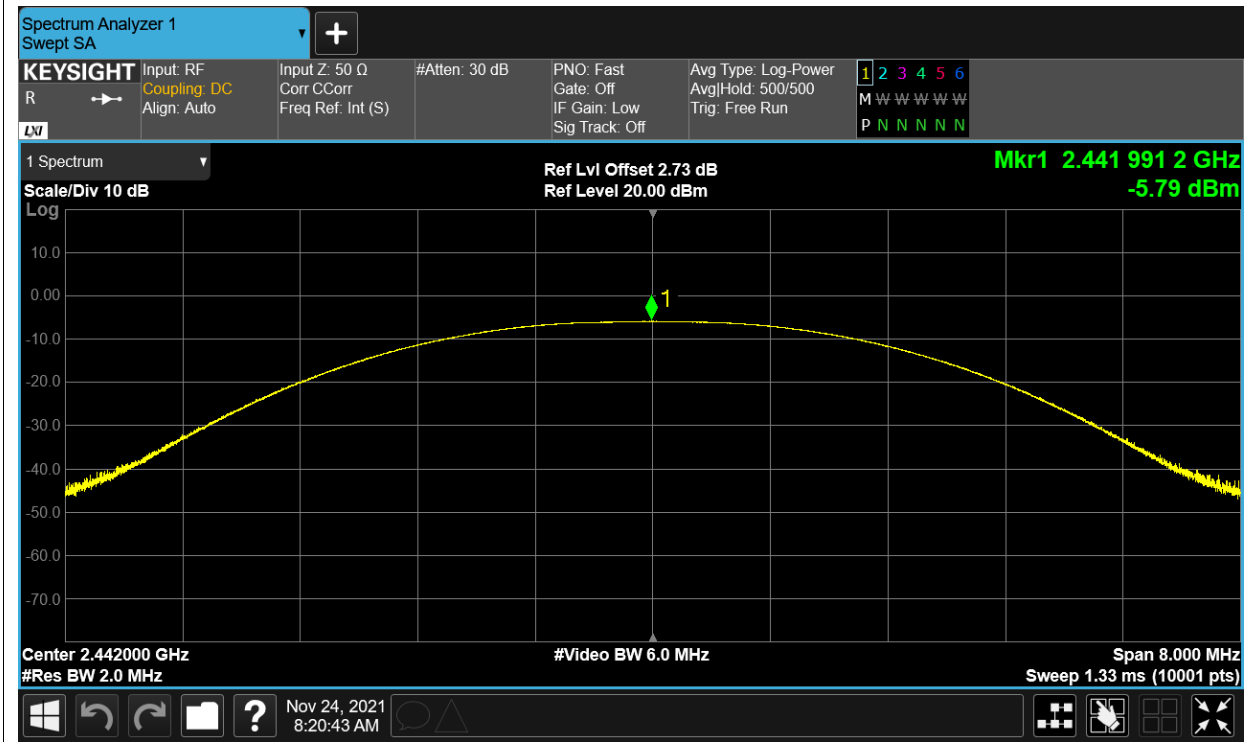 Spectrum Analyzer 1
Swept SA
KEYSIGHT
R
LXI
Input: RF
Coupling: DC
Align: Auto
Input Z: 50 Ω
Corr CCorr
Freq Ref: Int (S)
#Atten: 30 dB
PNO: Fast
Gate: Off
IF Gain: Low
Sig Track: Off
Avg Type: Log-Power
Avg|Hold: 500/500
Trig: Free Run
1 2 3 4 5 6
M W W W W W
P N N N N N
1 Spectrum
Scale/Div 10 dB
Log
Ref Lvl Offset 2.73 dB
Ref Level 20.00 dBm
Mkr1 2.441 991 2 GHz
-5.79 dBm
10.0
0.00
1
-10.0
-20.0
-30.0
-40.0
-50.0
-60.0
-70.0
Center 2.442000 GHz
#Res BW 2.0 MHz
#Video BW 6.0 MHz
Span 8.000 MHz
Sweep 1.33 ms (10001 pts)
?
Nov 24, 2021
8:20:43 AM